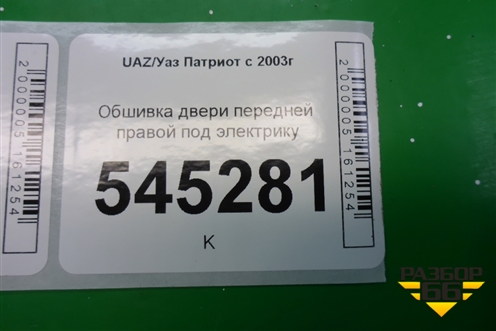 UAZ/Уаз Патриот с 2003г
Обшивка двери передней
правой под электрику
545281
К
2000005161254
2000005161254
РАЗБОР
66